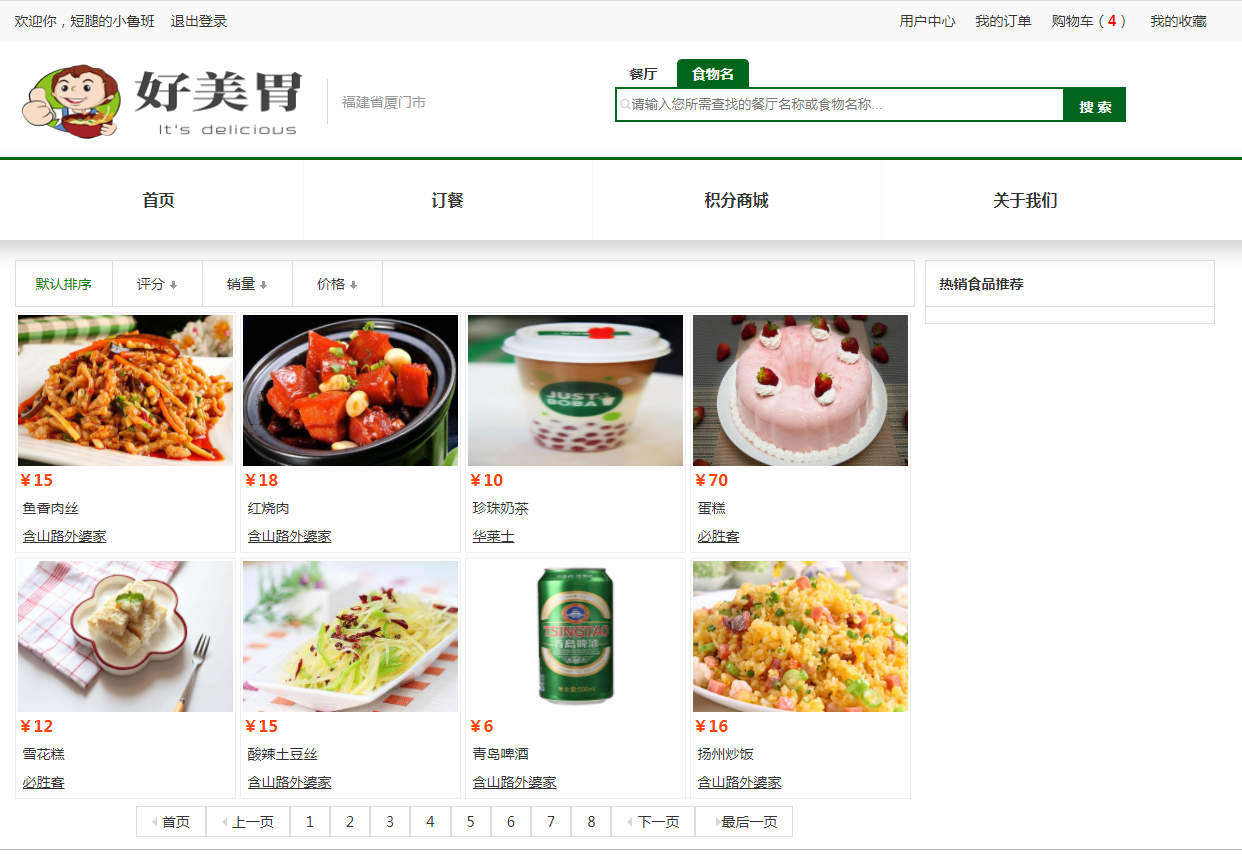 欢迎你，短腿的小鲁班 退出登录 用户中心 我的订单 购物车（4） 我的收藏
好美胃
It's delicious
福建省厦门市
餐厅 食物名
请输入您所需查找的餐厅名称或食物名称...
搜 索
首页 订餐 积分商城 关于我们
默认排序 评分 销量 价格
热销食品推荐
JUST
BOBA
￥15 ￥18 ￥10 ￥70
鱼香肉丝 红烧肉 珍珠奶茶 蛋糕
含山路外婆家 含山路外婆家 华莱士 必胜客
TSINGTAO
青岛啤酒
￥12 ￥15 ￥6 ￥16
雪花糕 酸辣土豆丝 青岛啤酒 扬州炒饭
必胜客 含山路外婆家 含山路外婆家 含山路外婆家
首页 上一页 1 2 3 4 5 6 7 8 下一页 最后一页